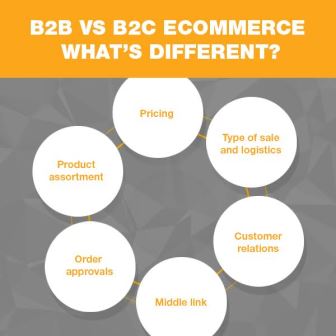 B2B VS B2C ECOMMERCE
WHAT'S DIFFERENT?
Pricing
Type of sale
and logistics
Customer
relations
Middle link
Order
approvals
Product
assortment